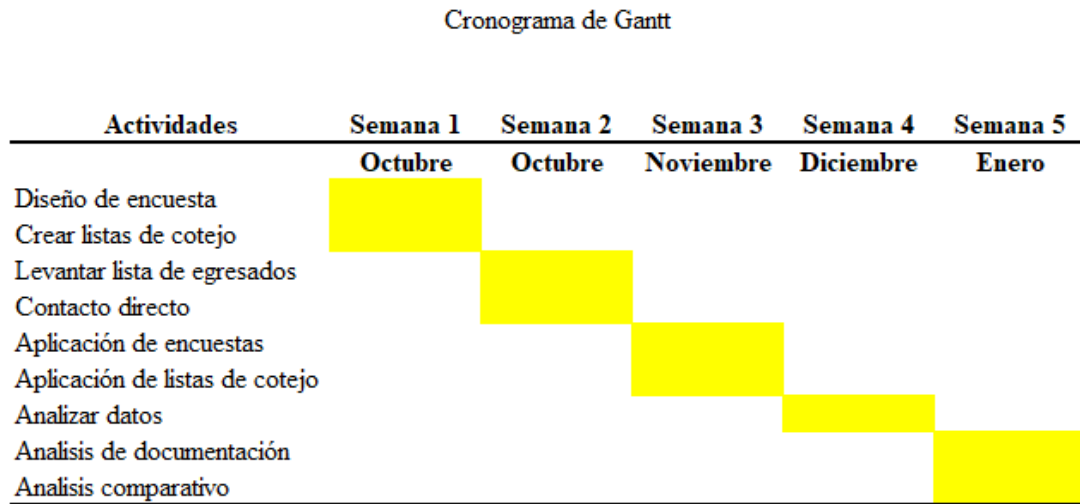 Cronograma de Gantt
Actividades Semana 1 Semana 2 Semana 3 Semana 4 Semana 5
Octubre Octubre Noviembre Diciembre Enero
Diseño de encuesta
Crear listas de cotejo
Levantar lista de egresados
Contacto directo
Aplicación de encuestas
Aplicación de listas de cotejo
Analizar datos
Analisis de documentación
Analisis comparativo